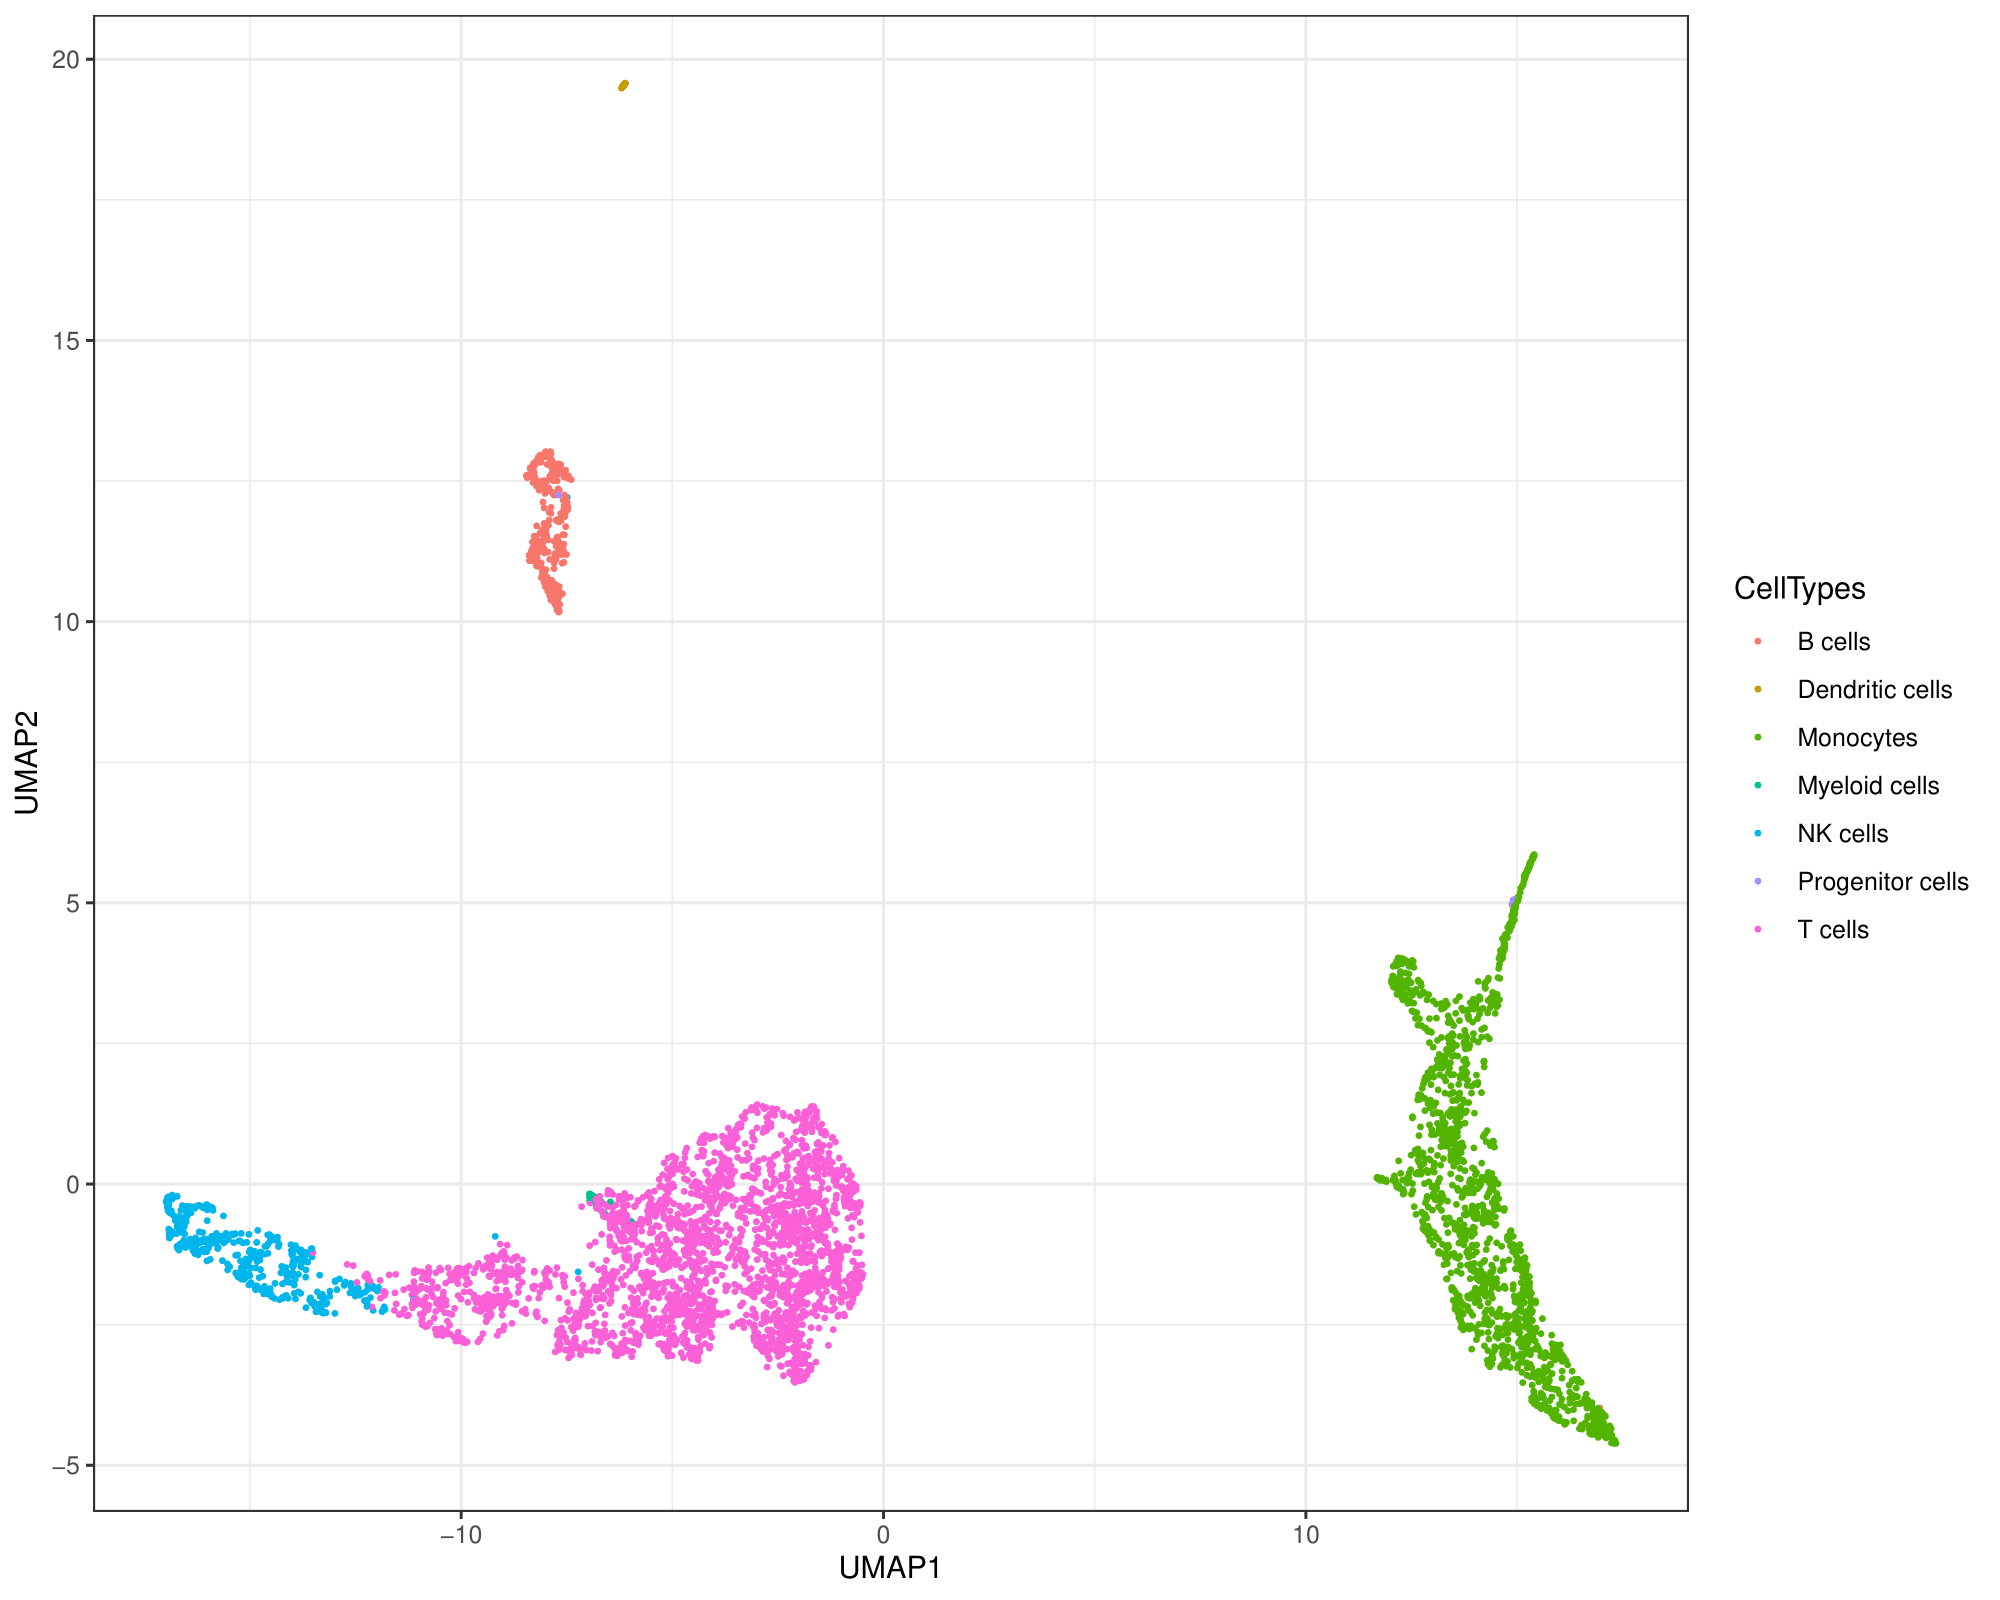 20
15
10
5
0
−5
−10
0
10
UMAP1
UMAP2
CellTypes
B cells
Dendritic cells
Monocytes
Myeloid cells
NK cells
Progenitor cells
T cells